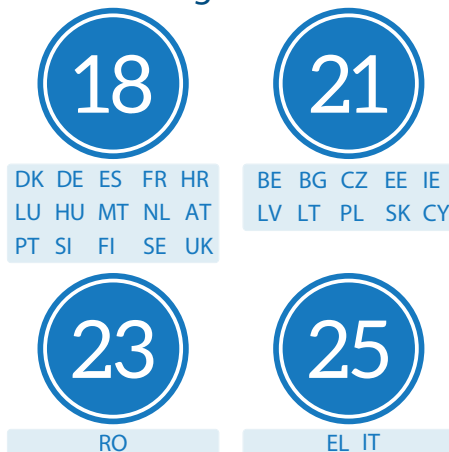 18
DK DE ES FR HR
LU HU MT NL AT
PT SI FI SE UK
21
BE BG CZ EE IE
LV LT PL SK CY
23
RO
25
EL IT